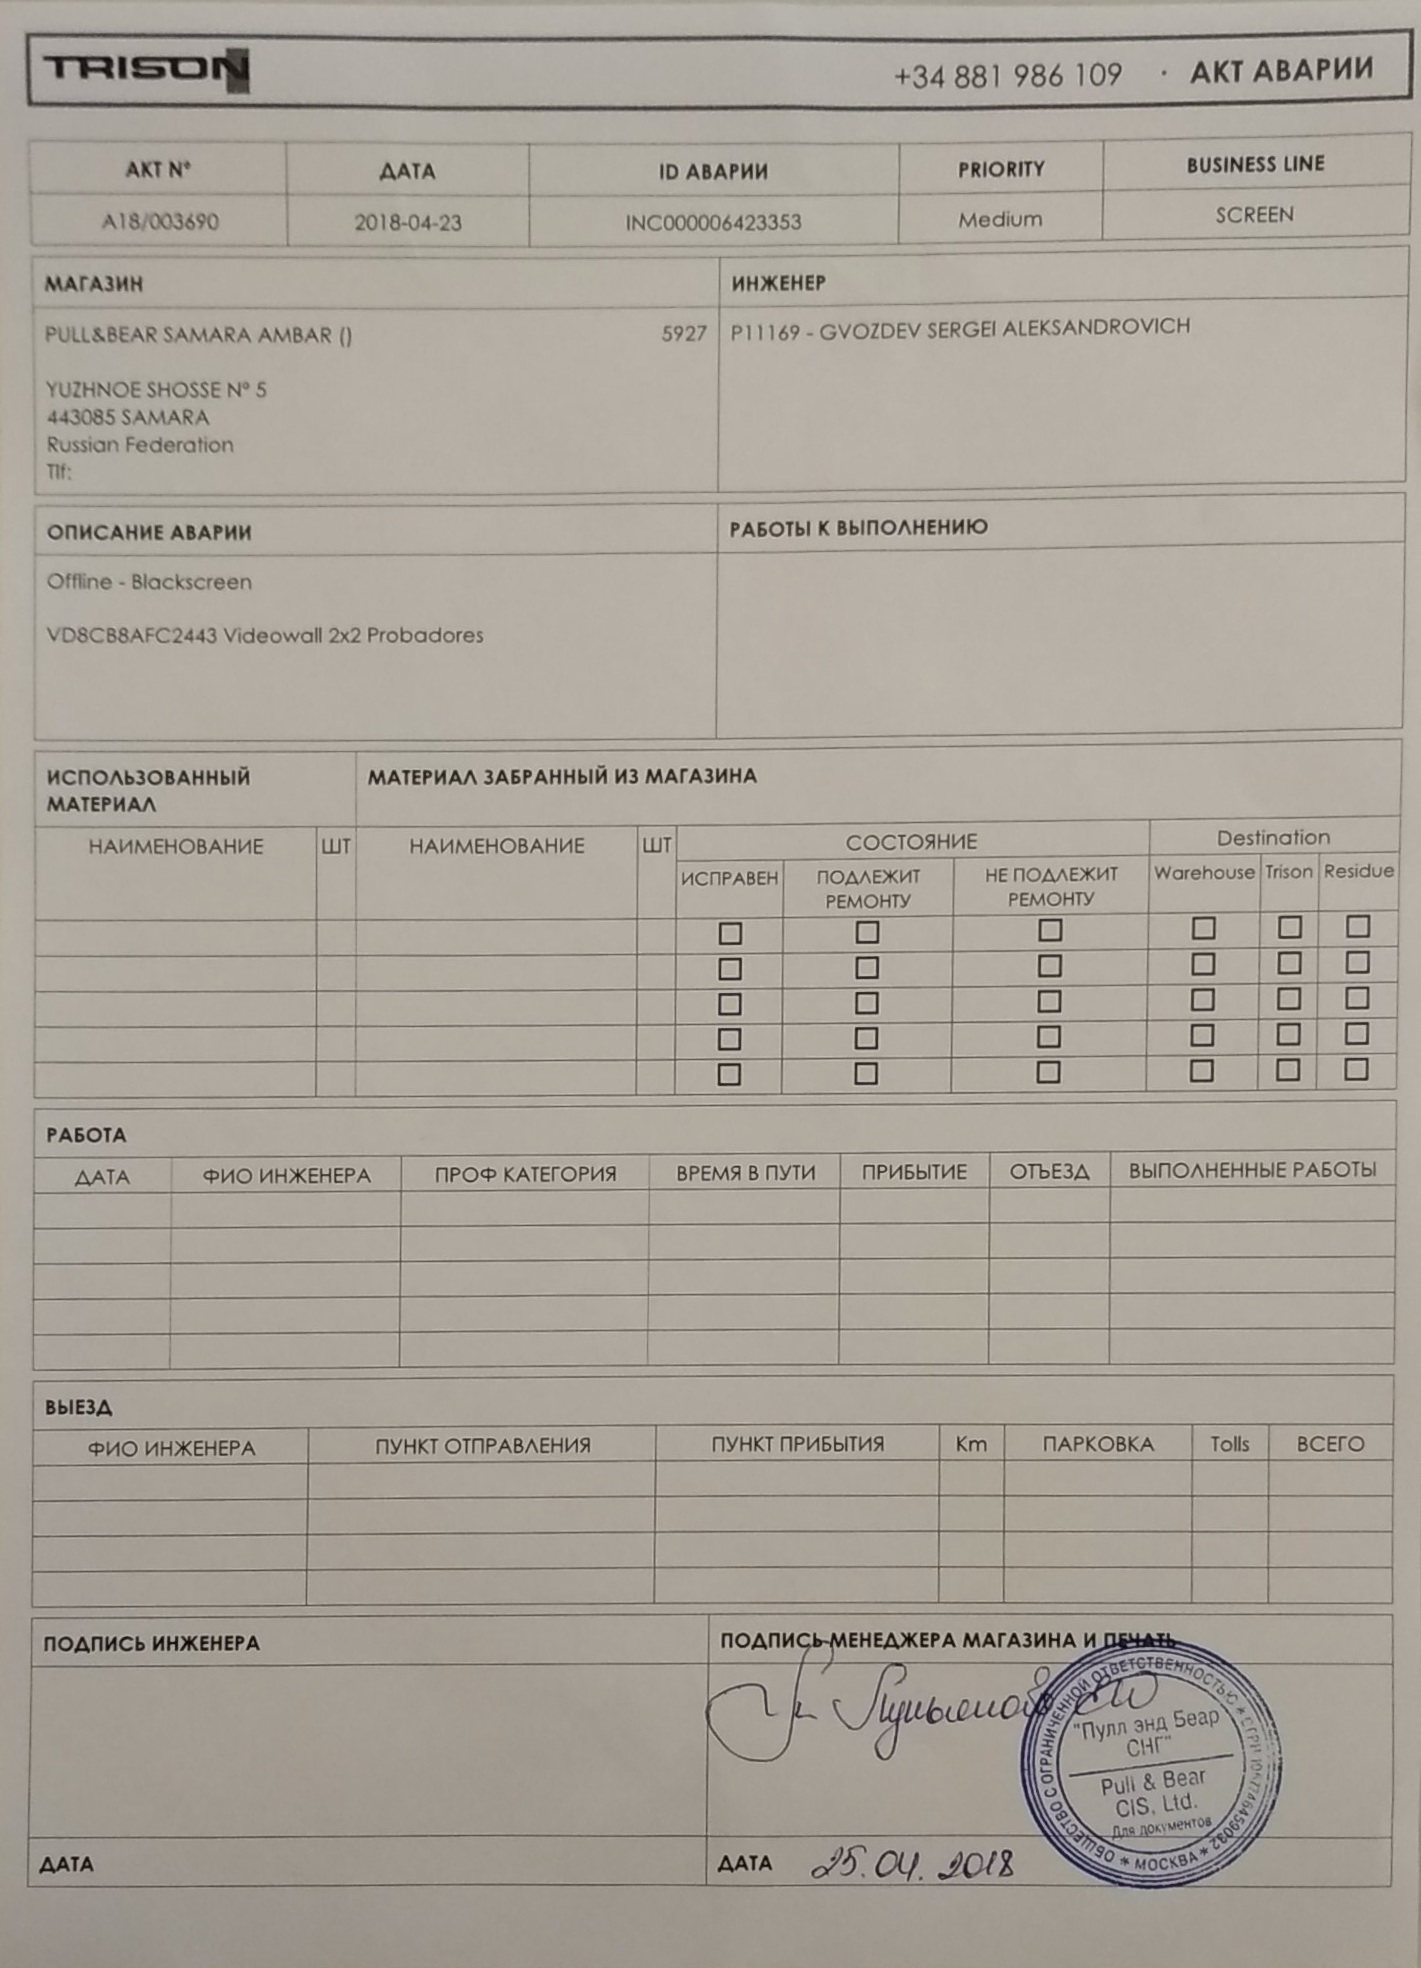 TRISON +34 881 986 109 · АКТ АВАРИИ
АКТ Nº ДАТА ID АВАРИИ PRIORITY BUSINESS LINE
A18/003690 2018-04-23 INC000006423353 Medium SCREEN
МАГАЗИН ИНЖЕНЕР
PULL&BEAR SAMARA AMBAR () 5927 P11169 - GVOZDEV SERGEI ALEKSANDROVICH
YUZHNOE SHOSSE Nº 5
443085 SAMARA
Russian Federation
Tlf:
ОПИСАНИЕ АВАРИИ РАБОТЫ К ВЫПОЛНЕНИЮ
Offline - Blackscreen
VD8CB8AFC2443 Videowall 2x2 Probadores
ИСПОЛЬЗОВАННЫЙ МАТЕРИАЛ МАТЕРИАЛ ЗАБРАННЫЙ ИЗ МАГАЗИНА
НАИМЕНОВАНИЕ ШТ НАИМЕНОВАНИЕ ШТ СОСТОЯНИЕ Destination
ИСПРАВЕН ПОДЛЕЖИТ РЕМОНТУ НЕ ПОДЛЕЖИТ РЕМОНТУ Warehouse Trison Residue
РАБОТА
ДАТА ФИО ИНЖЕНЕРА ПРОФ КАТЕГОРИЯ ВРЕМЯ В ПУТИ ПРИБЫТИЕ ОТЪЕЗД ВЫПОЛНЕННЫЕ РАБОТЫ
ВЫЕЗД
ФИО ИНЖЕНЕРА ПУНКТ ОТПРАВЛЕНИЯ ПУНКТ ПРИБЫТИЯ Km ПАРКОВКА Tolls ВСЕГО
ПОДПИСЬ ИНЖЕНЕРА ПОДПИСЬ МЕНЕДЖЕРА МАГАЗИНА И ПЕЧАТЬ
ОБЩЕСТВО С ОГРАНИЧЕННОЙ ОТВЕТСТВЕННОСТЬЮ
"Пулл энд Беар
СНГ"
Pull & Bear
CIS, Ltd.
Для документов
* МОСКВА *
ДАТА ДАТА 25.04.2018